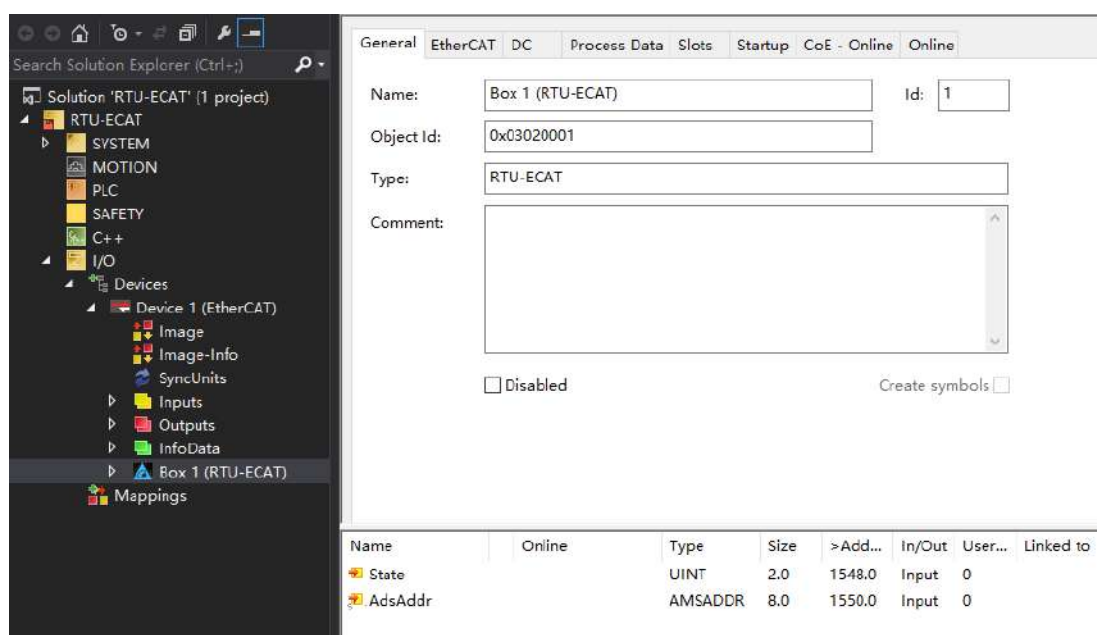 Search Solution Explorer (Ctrl+;)
Solution 'RTU-ECAT' (1 project)
RTU-ECAT
SYSTEM
MOTION
PLC
SAFETY
C++
I/O
Devices
Device 1 (EtherCAT)
Image
Image-Info
SyncUnits
Inputs
Outputs
InfoData
Box 1 (RTU-ECAT)
Mappings
General EtherCAT DC Process Data Slots Startup CoE - Online Online
Name: Box 1 (RTU-ECAT) Id: 1
Object Id: 0x03020001
Type: RTU-ECAT
Comment:
Disabled Create symbols
Name Online Type Size >Add... In/Out User... Linked to
State UINT 2.0 1548.0 Input 0
AdsAddr AMSADDR 8.0 1550.0 Input 0